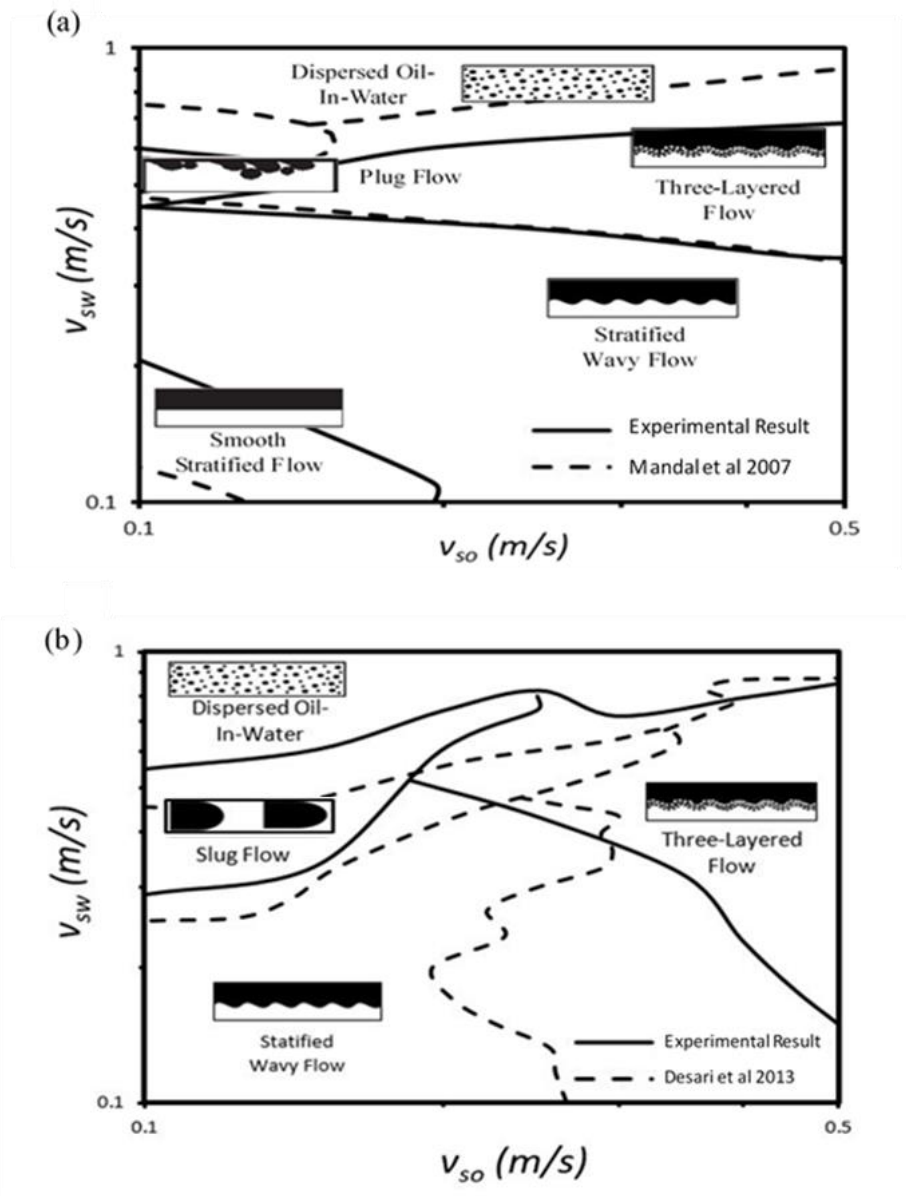 (a)
1
Dispersed Oil-
In-Water
Plug Flow
Three-Layered
Flow
v_sw (m/s)
Stratified
Wavy Flow
Smooth
Stratified Flow
Experimental Result
Mandal et al 2007
0.1
0.1
0.5
v_so (m/s)
(b)
1
Dispersed Oil-
In-Water
Slug Flow
Three-Layered
Flow
v_sw (m/s)
Statified
Wavy Flow
Experimental Result
Desari et al 2013
0.1
0.1
0.5
v_so (m/s)